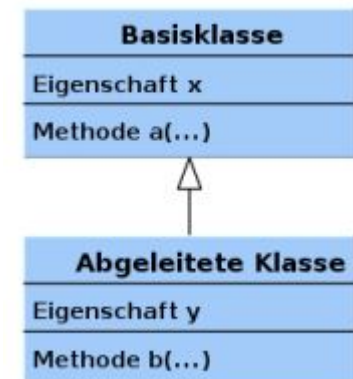 Basisklasse
Eigenschaft x
Methode a(...)
Abgeleitete Klasse
Eigenschaft y
Methode b(...)